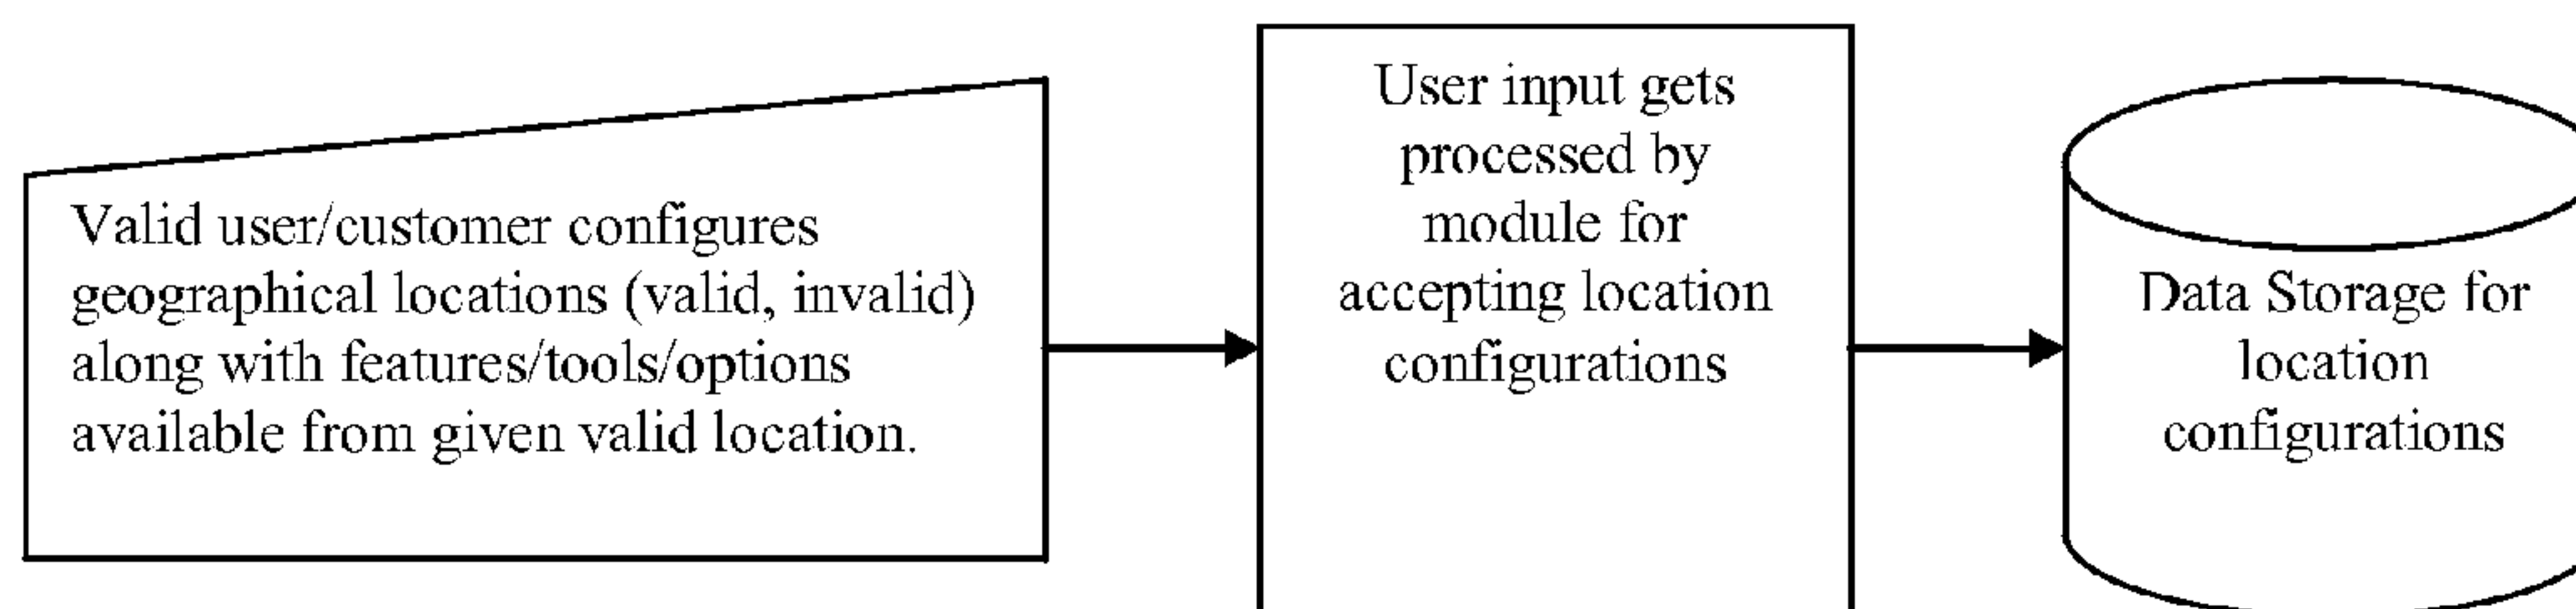 Valid user/customer configures
geographical locations (valid, invalid)
along with features/tools/options
available from given valid location.
User input gets
processed by
module for
accepting location
configurations
Data Storage for
location
configurations